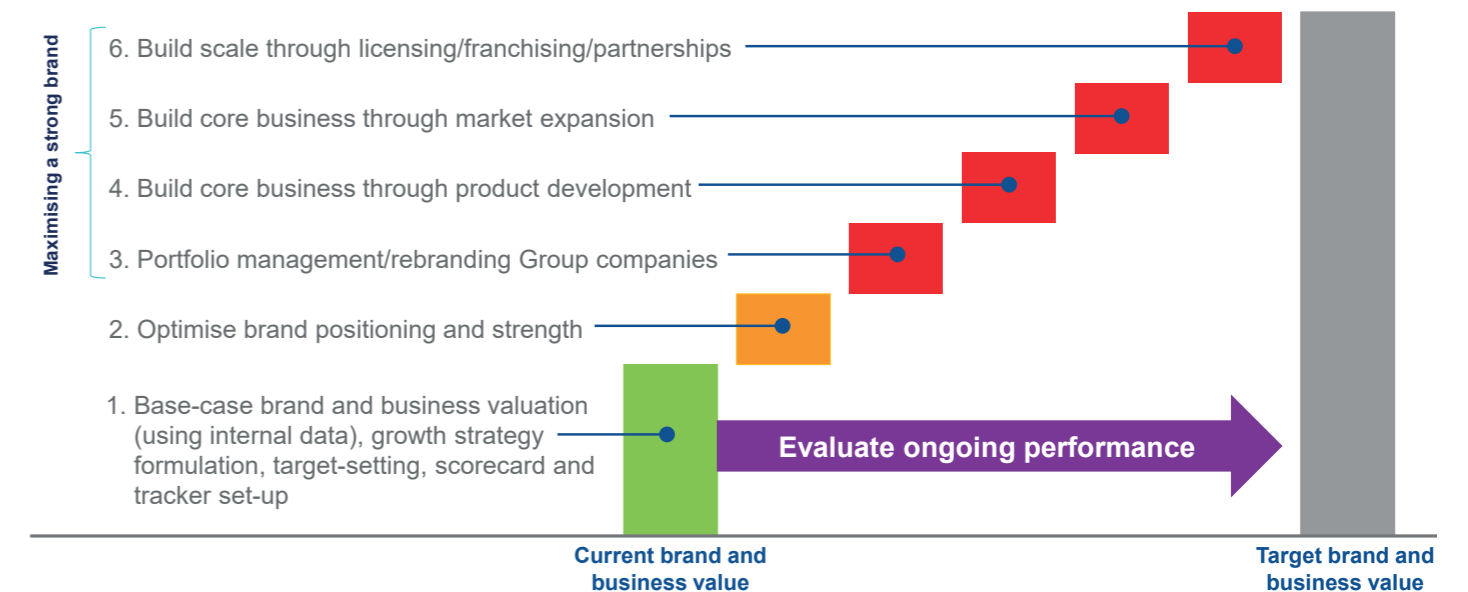 Maximising a strong brand
6. Build scale through licensing/franchising/partnerships
5. Build core business through market expansion
4. Build core business through product development
3. Portfolio management/rebranding Group companies
2. Optimise brand positioning and strength
1. Base-case brand and business valuation
(using internal data), growth strategy
formulation, target-setting, scorecard and
tracker set-up
Evaluate ongoing performance
Current brand and
business value
Target brand and
business value